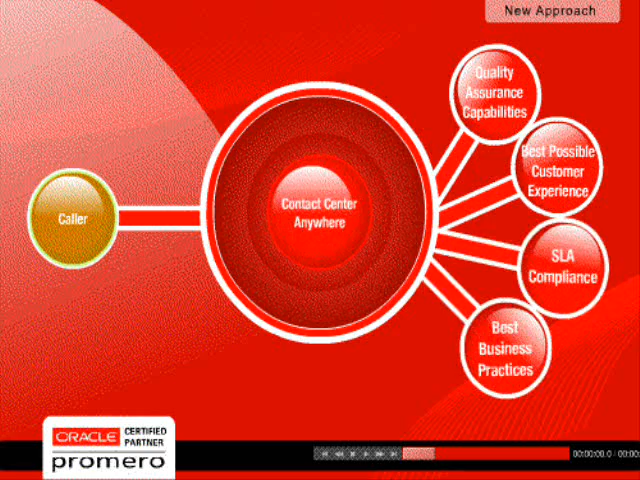 New Approach
Quality
Assurance
Capabilities
Best Possible
Customer
Experience
Caller
Contact Center
Anywhere
SLA
Compliance
Best
Business
Practices
ORACLE CERTIFIED
PARTNER
promero